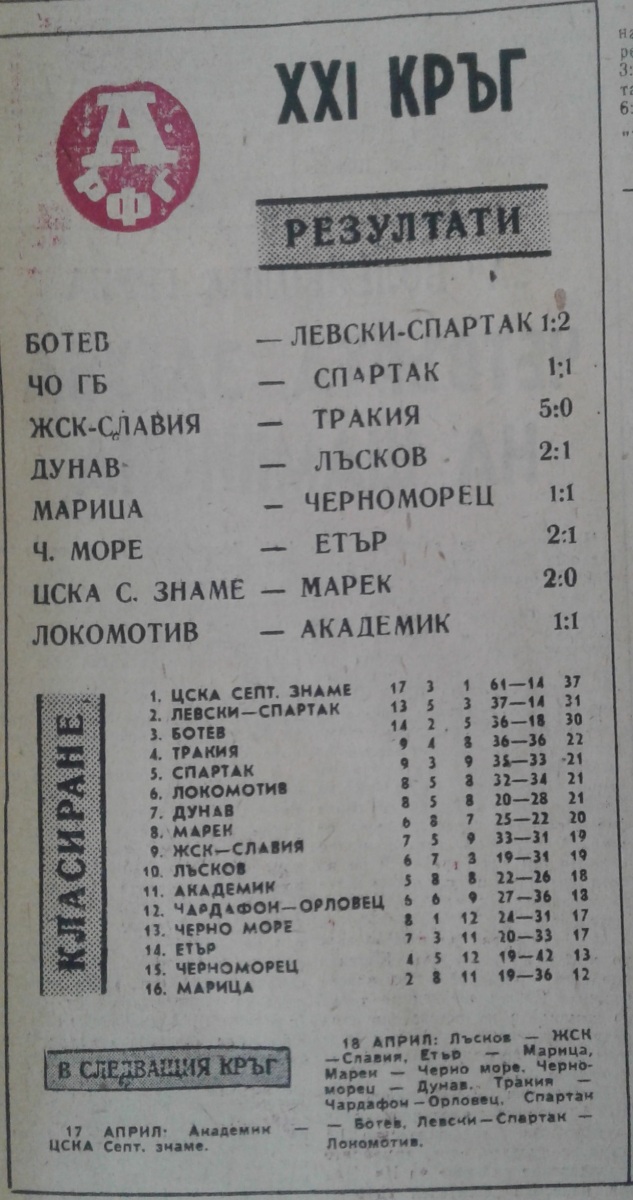 А
РФГ
XXI КРЪГ
РЕЗУЛТАТИ
БОТЕВ — ЛЕВСКИ-СПАРТАК 1:2
ЧО ГБ — СПАРТАК 1:1
ЖСК-СЛАВИЯ — ТРАКИЯ 5:0
ДУНАВ — ЛЪСКОВ 2:1
МАРИЦА — ЧЕРНОМОРЕЦ 1:1
Ч. МОРЕ — ЕТЪР 2:1
ЦСКА С. ЗНАМЕ — МАРЕК 2:0
ЛОКОМОТИВ — АКАДЕМИК 1:1
КЛАСИРАНЕ
1. ЦСКА СЕПТ. ЗНАМЕ 17 3 1 61—14 37
2. ЛЕВСКИ—СПАРТАК 13 5 3 37—14 31
3. БОТЕВ 14 2 5 36—18 30
4. ТРАКИЯ 9 4 8 36—36 22
5. СПАРТАК 9 3 9 35—33 21
6. ЛОКОМОТИВ 8 5 8 32—34 21
7. ДУНАВ 8 5 8 20—28 21
8. МАРЕК 6 8 7 25—22 20
9. ЖСК—СЛАВИЯ 7 5 9 33—31 19
10. ЛЪСКОВ 6 7 8 19—31 19
11. АКАДЕМИК 5 8 8 22—26 18
12. ЧАРДАФОН—ОРЛОВЕЦ 6 6 9 27—36 18
13. ЧЕРНО МОРЕ 8 1 12 24—31 17
14. ЕТЪР 7 3 11 20—33 17
15. ЧЕРНОМОРЕЦ 4 5 12 19—42 13
16. МАРИЦА 2 8 11 19—36 12
В СЛЕДВАЩИЯ КРЪГ
17 АПРИЛ: Академик —
ЦСКА Септ. знаме.
18 АПРИЛ: Лъсков — ЖСК
—Славия, Етър — Марица,
Марек — Черно море, Черно-
морец — Дунав, Тракия —
Чардафон—Орловец, Спартак
— Ботев, Левски—Спартак —
Локомотив.